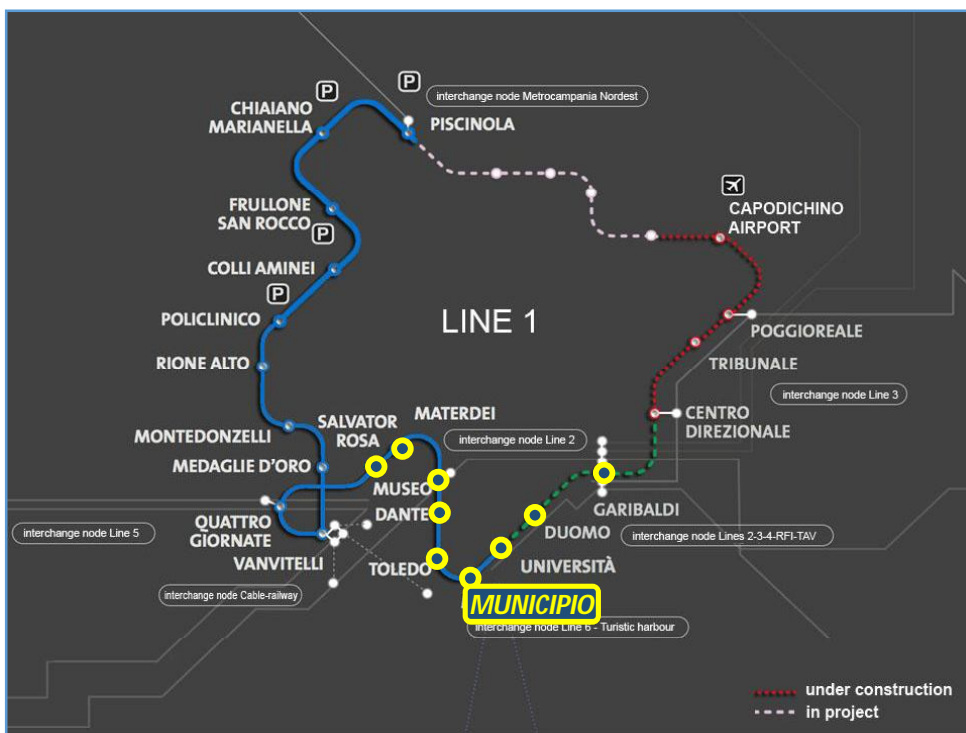 P
P
interchange node Metrocampania Nordest
CHIAIANO
MARIANELLA
PISCINOLA
FRULLONE
SAN ROCCO
P
CAPODICHINO
AIRPORT
COLLI AMINEI
P
POLICLINICO
LINE 1
POGGIOREALE
RIONE ALTO
TRIBUNALE
interchange node Line 3
MATERDEI
SALVATOR
ROSA
CENTRO
DIREZIONALE
MONTEDONZELLI
interchange node Line 2
MEDAGLIE D'ORO
MUSEO
GARIBALDI
DANTE
QUATTRO
GIORNATE
interchange node Line 5
DUOMO
interchange node Lines 2-3-4-RFI-TAV
VANVITELLI
TOLEDO
UNIVERSITÀ
interchange node Cable-railway
MUNICIPIO
interchange node Line 6 - Turistic harbour
under construction
in project